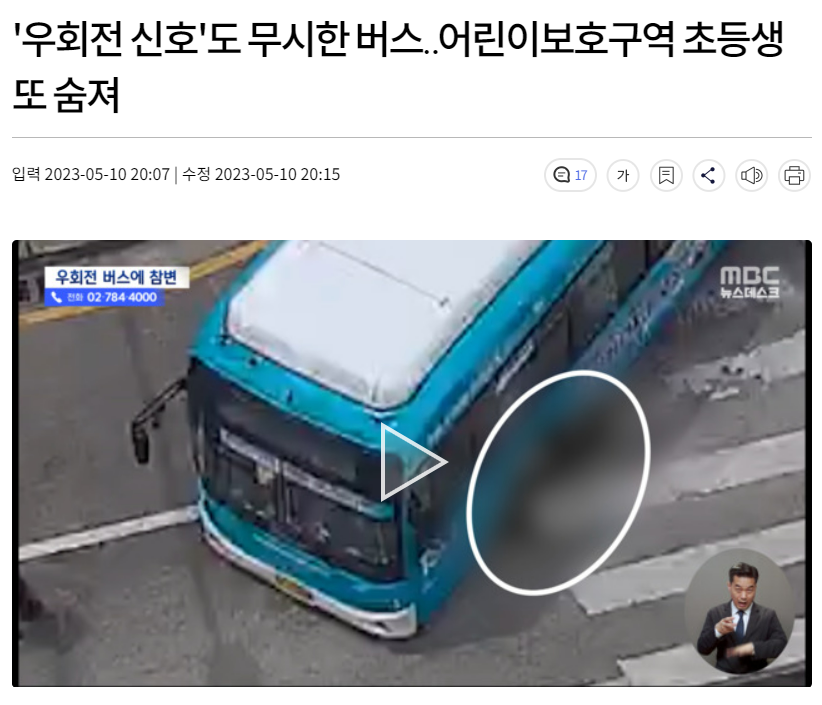 '우회전 신호'도 무시한 버스..어린이보호구역 초등생
또 숨져
입력 2023-05-10 20:07 | 수정 2023-05-10 20:15
17
가
우회전 버스에 참변
전화 02·784·4000
MBC
뉴스데스크